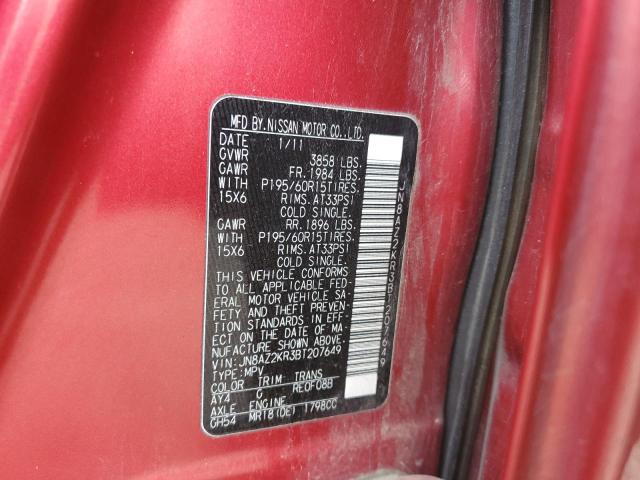 MFD BY.NISSAN MOTOR CO.,LTD.
DATE 1/11
GVWR 3858 LBS.
GAWR FR. 1984 LBS.
WITH P195/60R15TIRES.
15X6 RIMS. AT33PSI
COLD SINGLE.
GAWR RR. 1896 LBS.
WITH P195/60R15TIRES.
15X6 RIMS. AT33PSI
COLD SINGLE.
THIS VEHICLE CONFORMS
TO ALL APPLICABLE FED-
ERAL MOTOR VEHICLE SA-
FETY AND THEFT PREVEN-
TION STANDARDS IN EFF-
ECT ON THE DATE OF MA-
NUFACTURE SHOWN ABOVE.
VIN:JN8AZ2KR3BT207649
TYPE:MPV
COLOR TRIM TRANS
AY4 G RE0F08B
AXLE ENGINE
GH54 MRT8(DE) 1798CC
JN8AZ2KR3BT207649